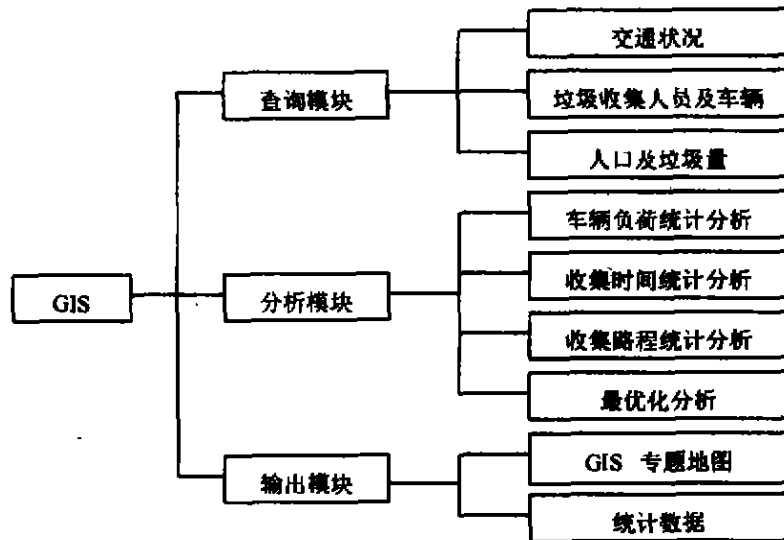 交通状况
查询模块
垃圾收集人员及车辆
人口及垃圾量
车辆负荷统计分析
GIS
分析模块
收集时间统计分析
收集路程统计分析
最优化分析
输出模块
GIS 专题地图
统计数据